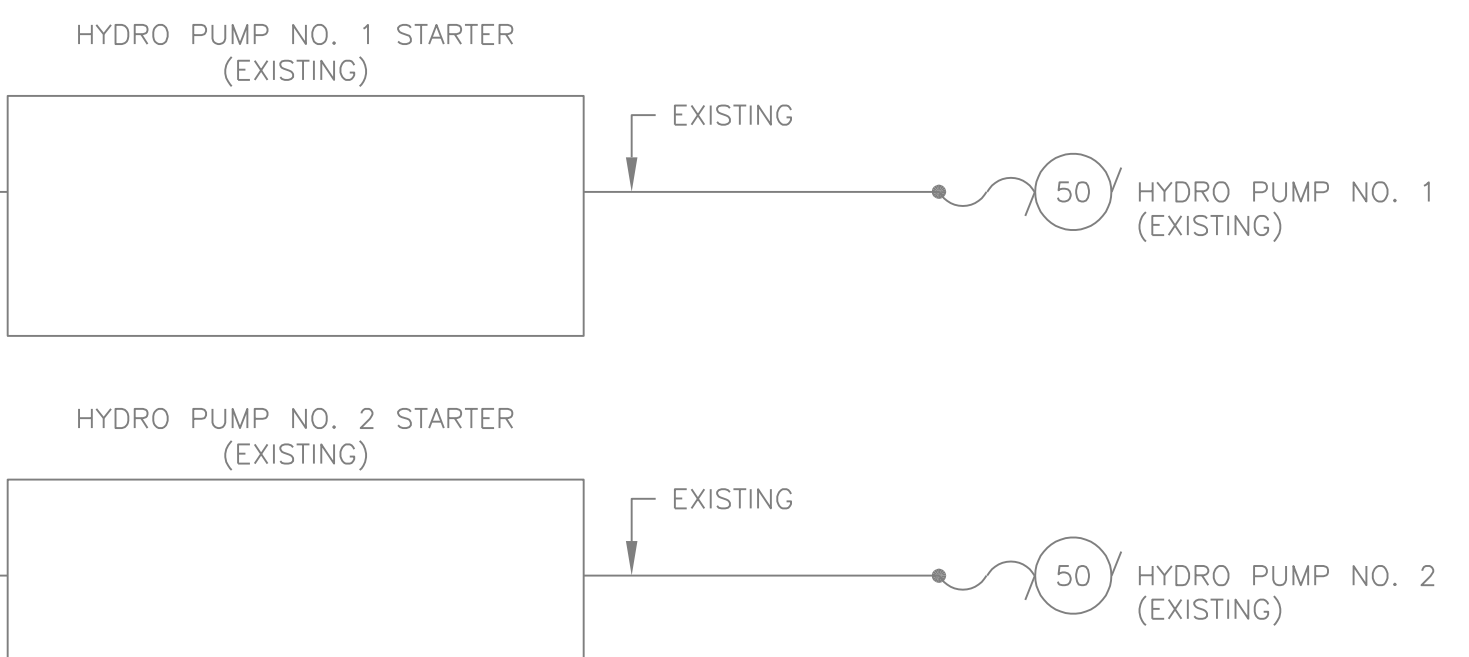 HYDRO PUMP NO. 1 STARTER
(EXISTING)
EXISTING
50
HYDRO PUMP NO. 1
(EXISTING)
HYDRO PUMP NO. 2 STARTER
(EXISTING)
EXISTING
50
HYDRO PUMP NO. 2
(EXISTING)